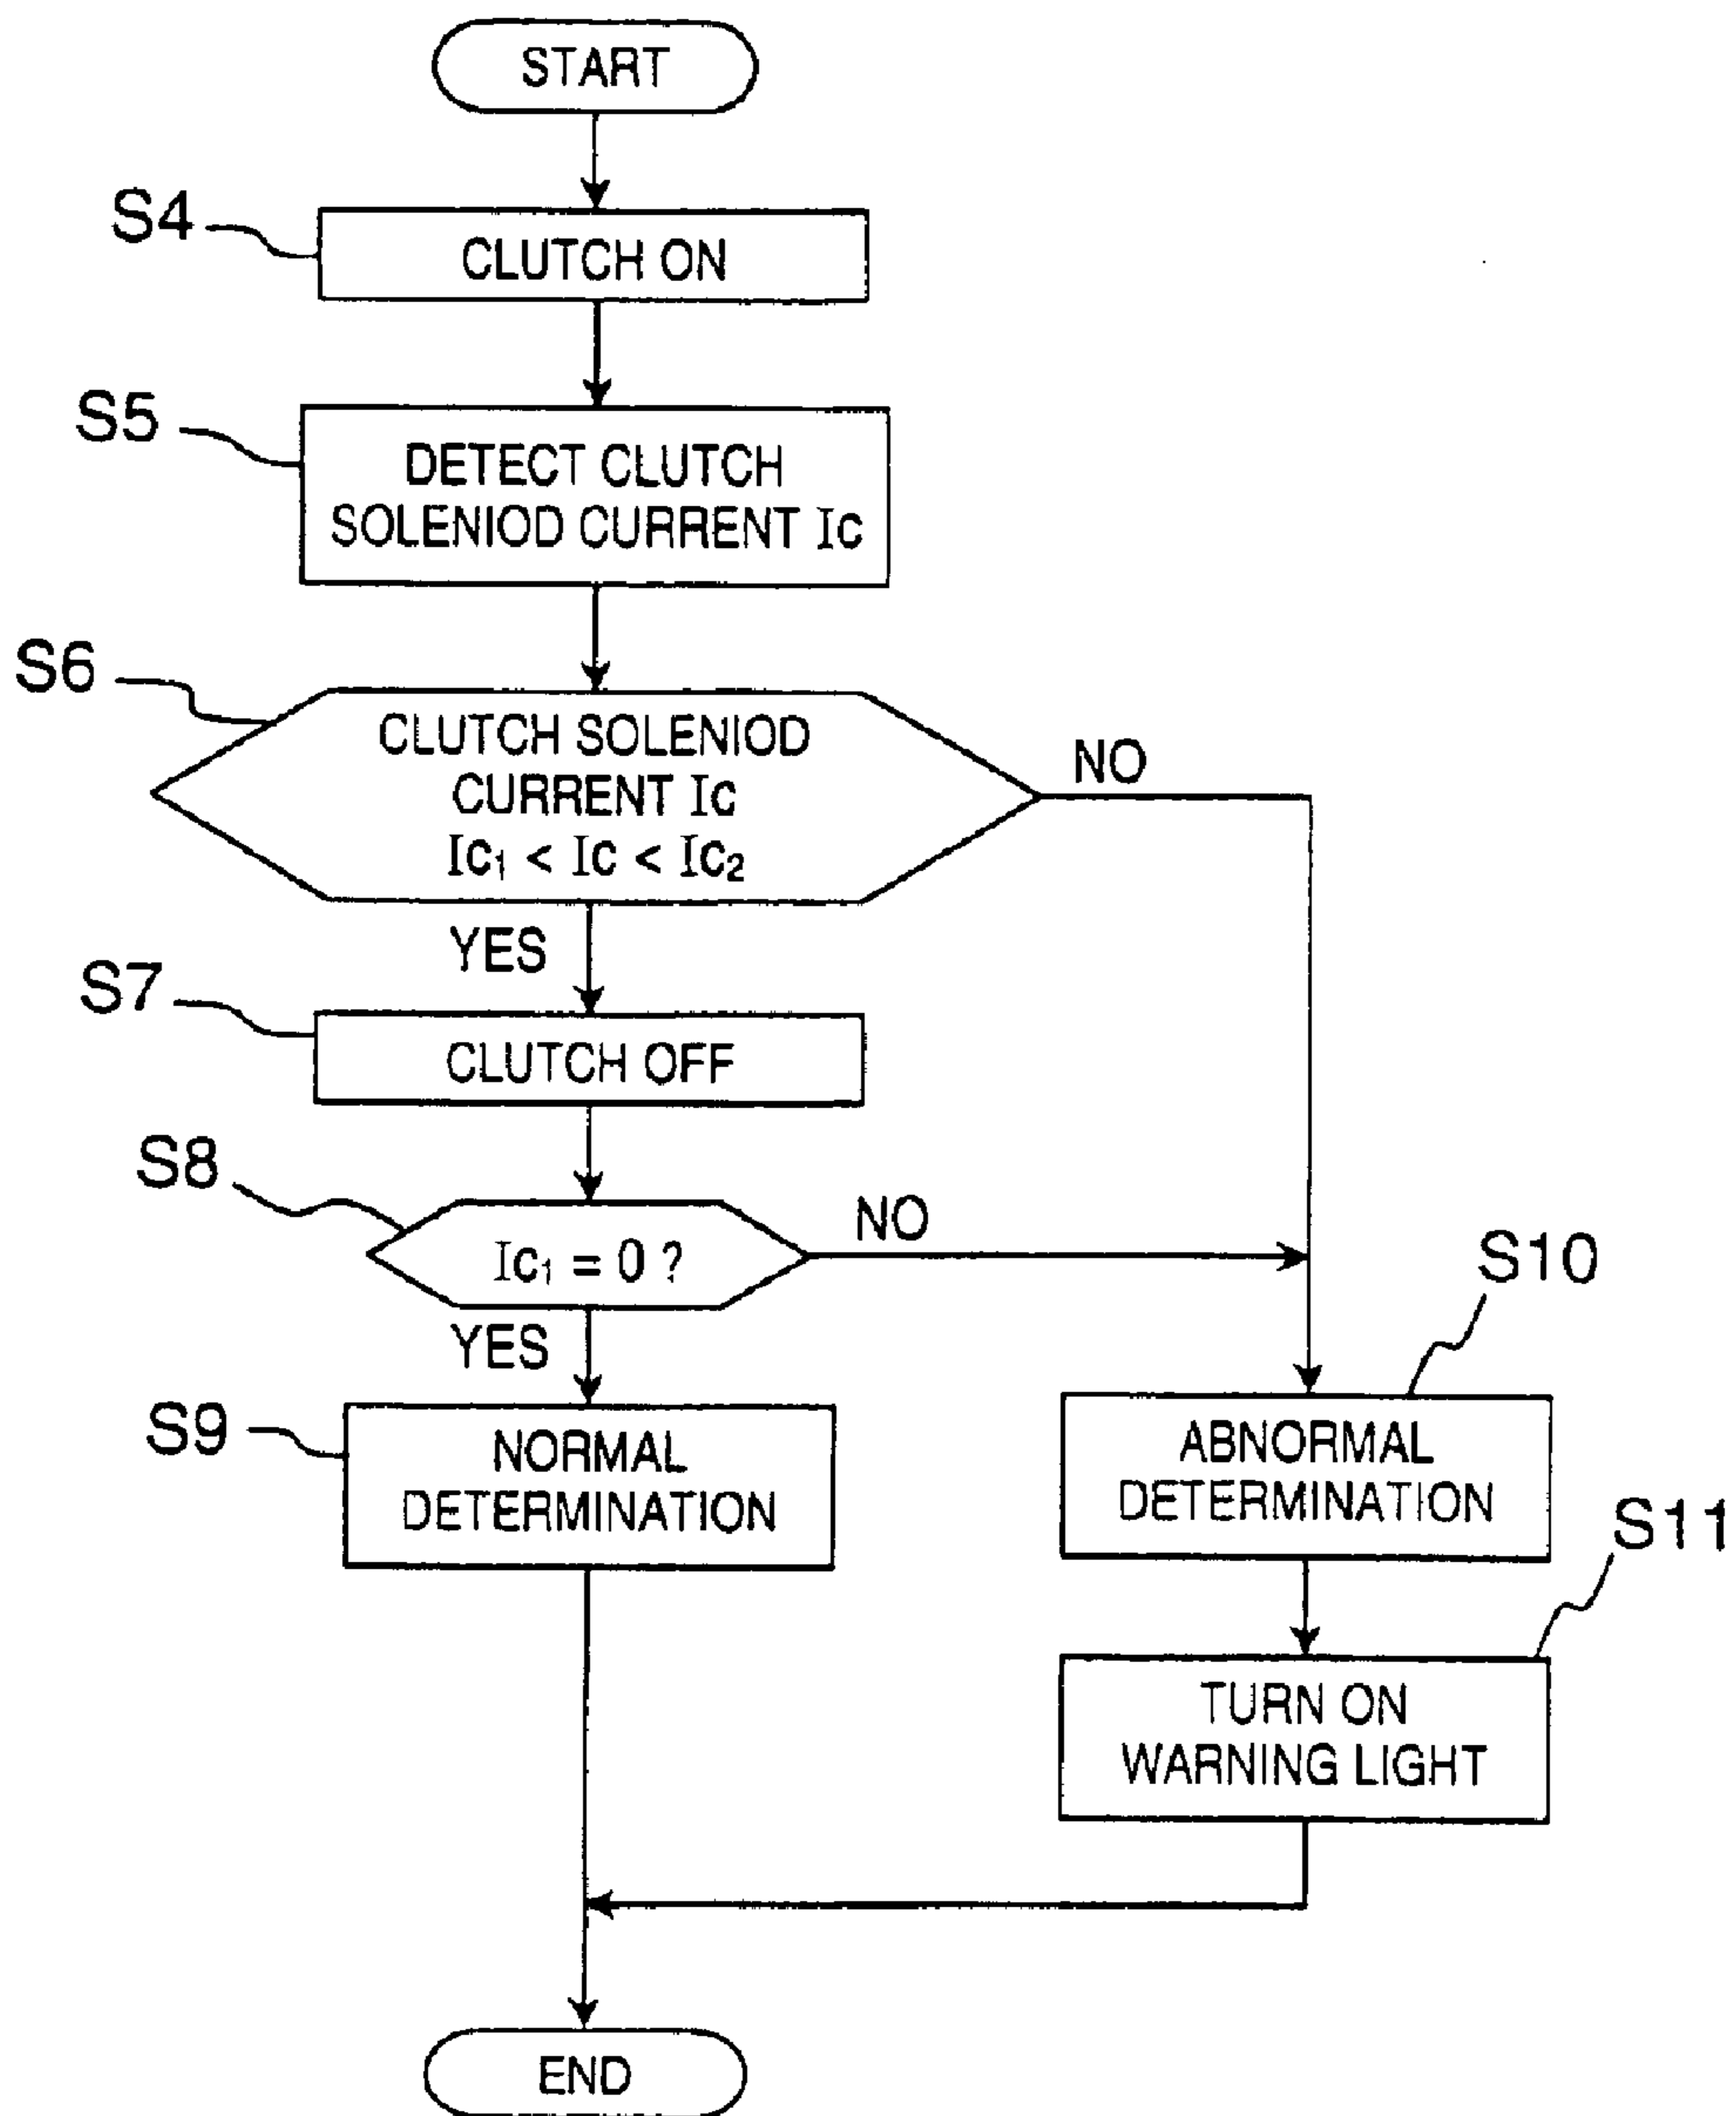 START
S4
CLUTCH ON
S5
DETECT CLUTCH
SOLENIOD CURRENT Ic
S6
CLUTCH SOLENIOD
CURRENT Ic
Ic₁ < Ic < Ic₂
NO
YES
S7
CLUTCH OFF
S8
Ic₁ = 0 ?
NO
YES
S9
NORMAL
DETERMINATION
S10
ABNORMAL
DETERMINATION
S11
TURN ON
WARNING LIGHT
END